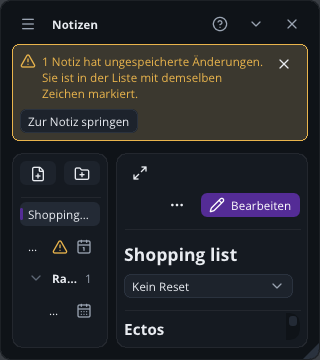 Notizen
1 Notiz hat ungespeicherte Änderungen.
Sie ist in der Liste mit demselben
Zeichen markiert.
Zur Notiz springen
Bearbeiten
Shopping...
...
Ra... 1
...
Shopping list
Kein Reset
Ectos